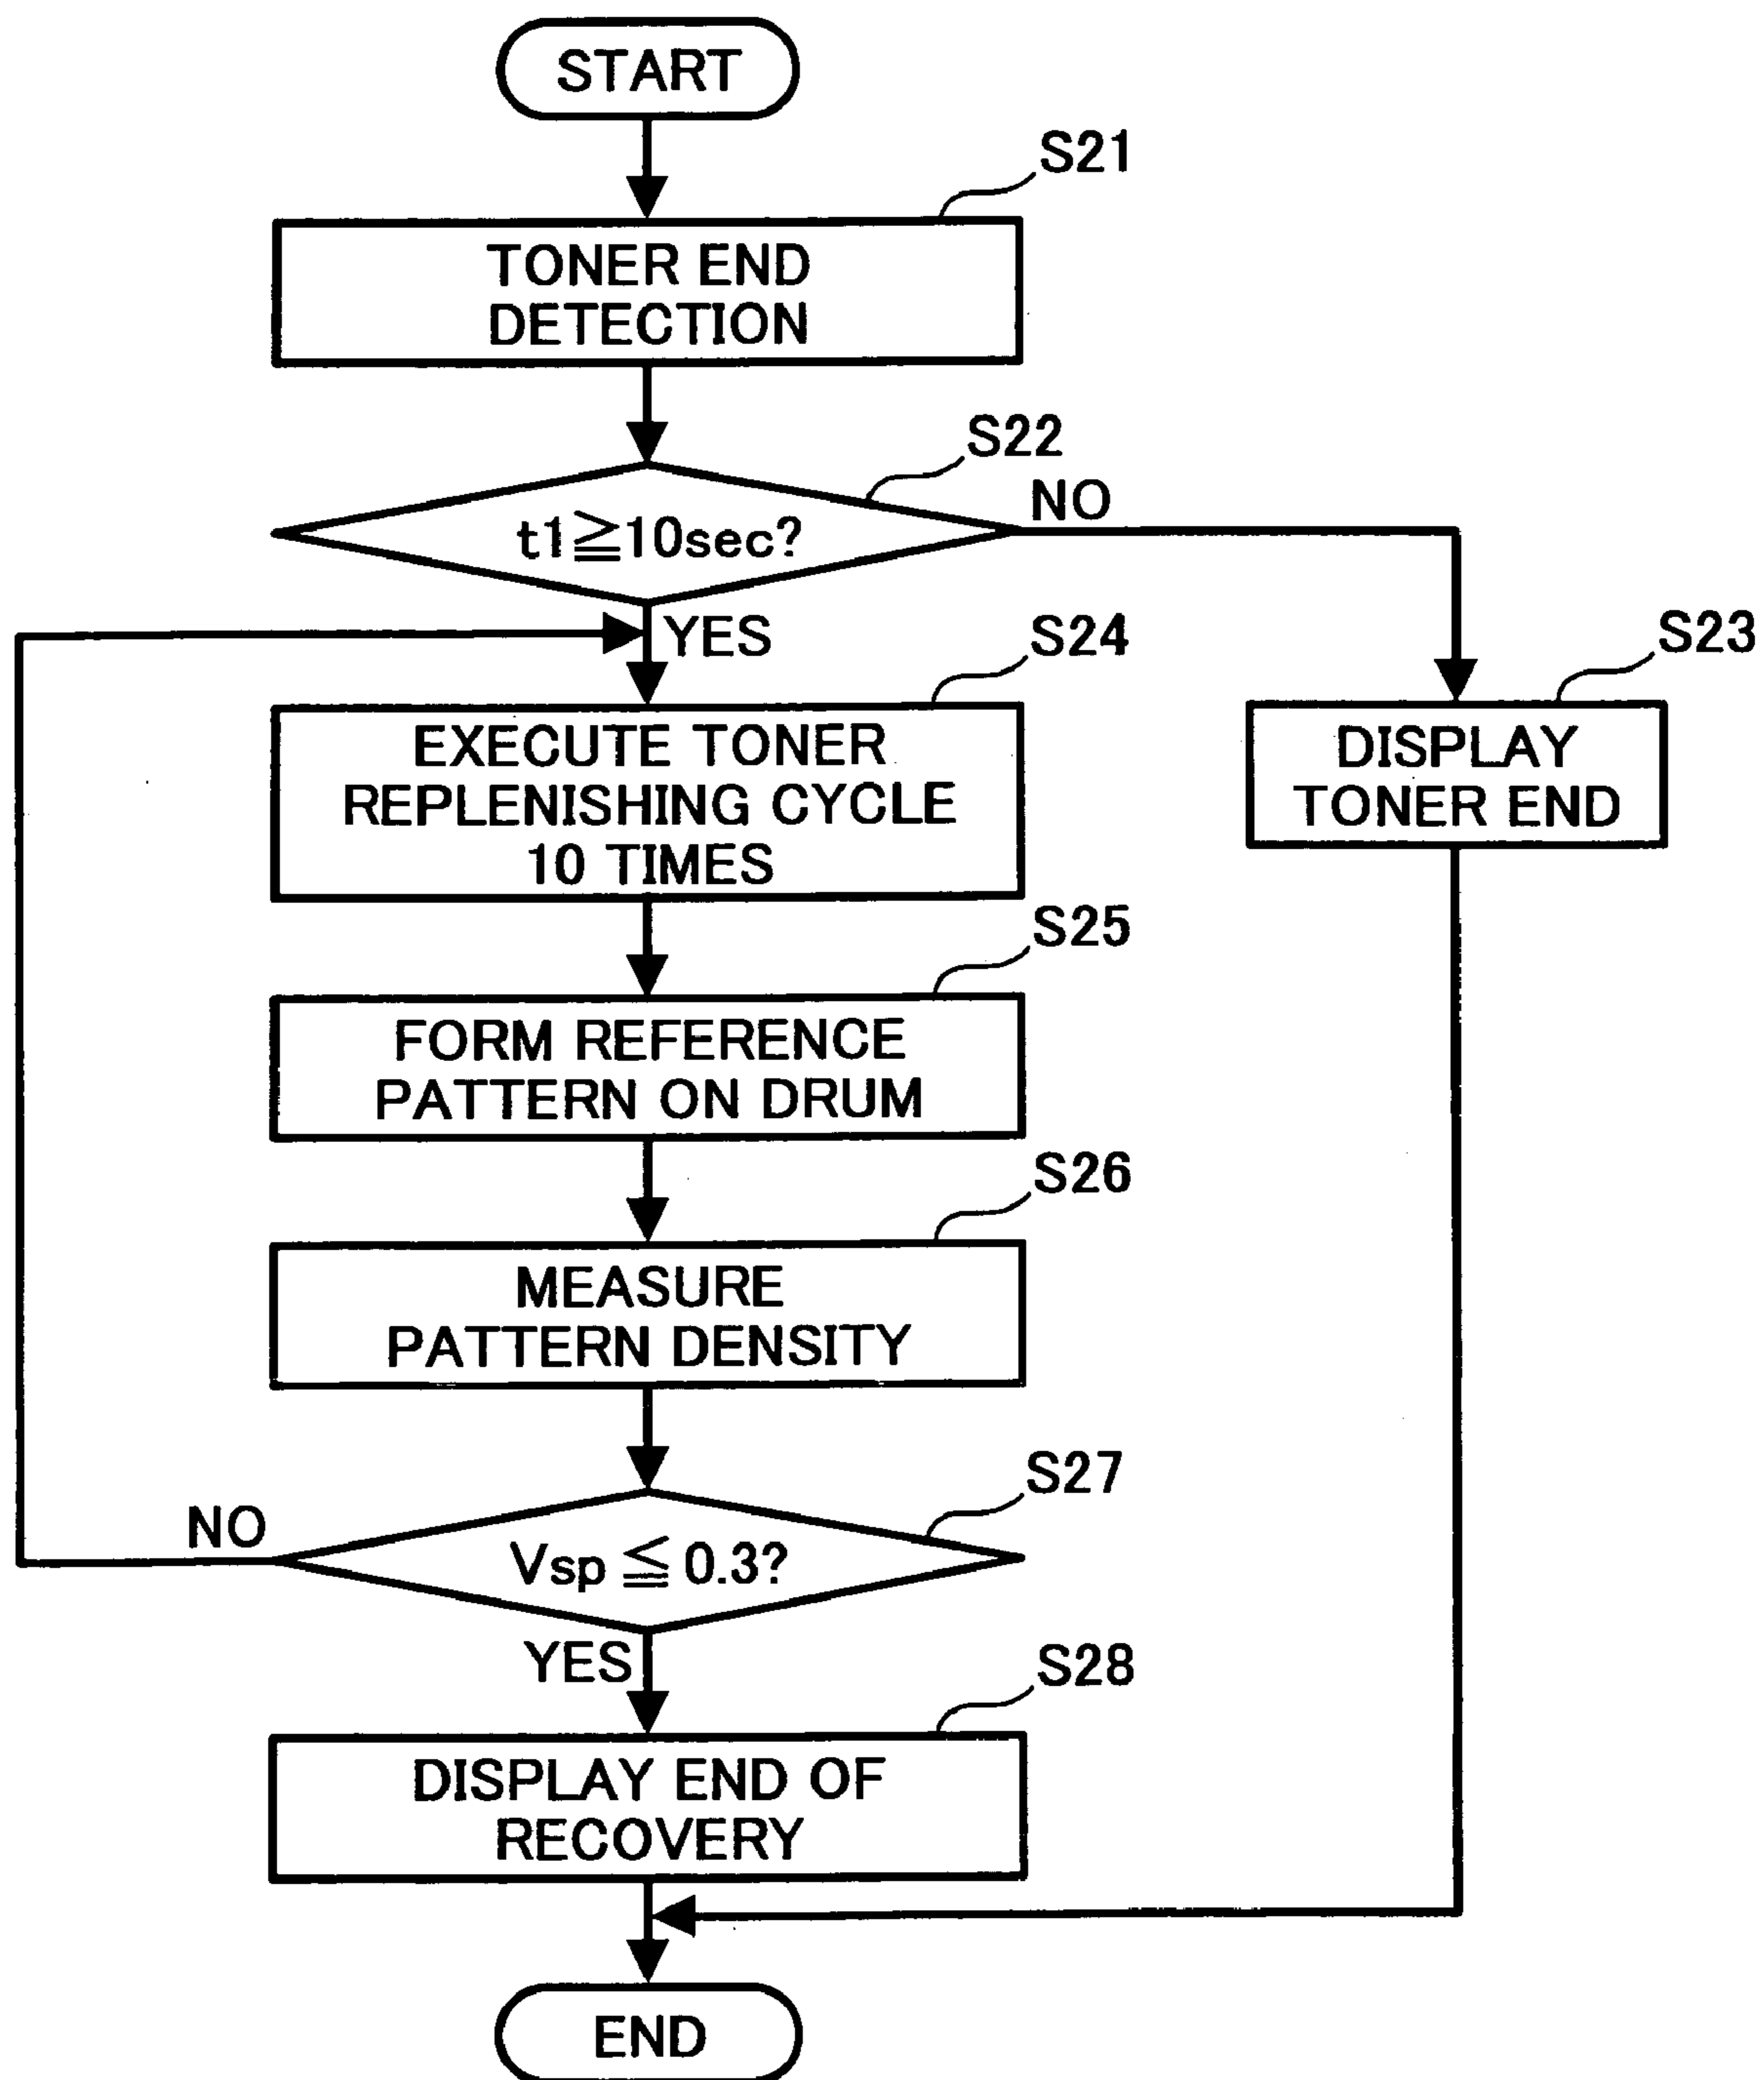 START
S21
TONER END
DETECTION
S22
t1≧10sec?
NO
YES
S24
S23
EXECUTE TONER
REPLENISHING CYCLE
10 TIMES
DISPLAY
TONER END
S25
FORM REFERENCE
PATTERN ON DRUM
S26
MEASURE
PATTERN DENSITY
S27
NO
Vsp ≦ 0.3?
YES
S28
DISPLAY END OF
RECOVERY
END